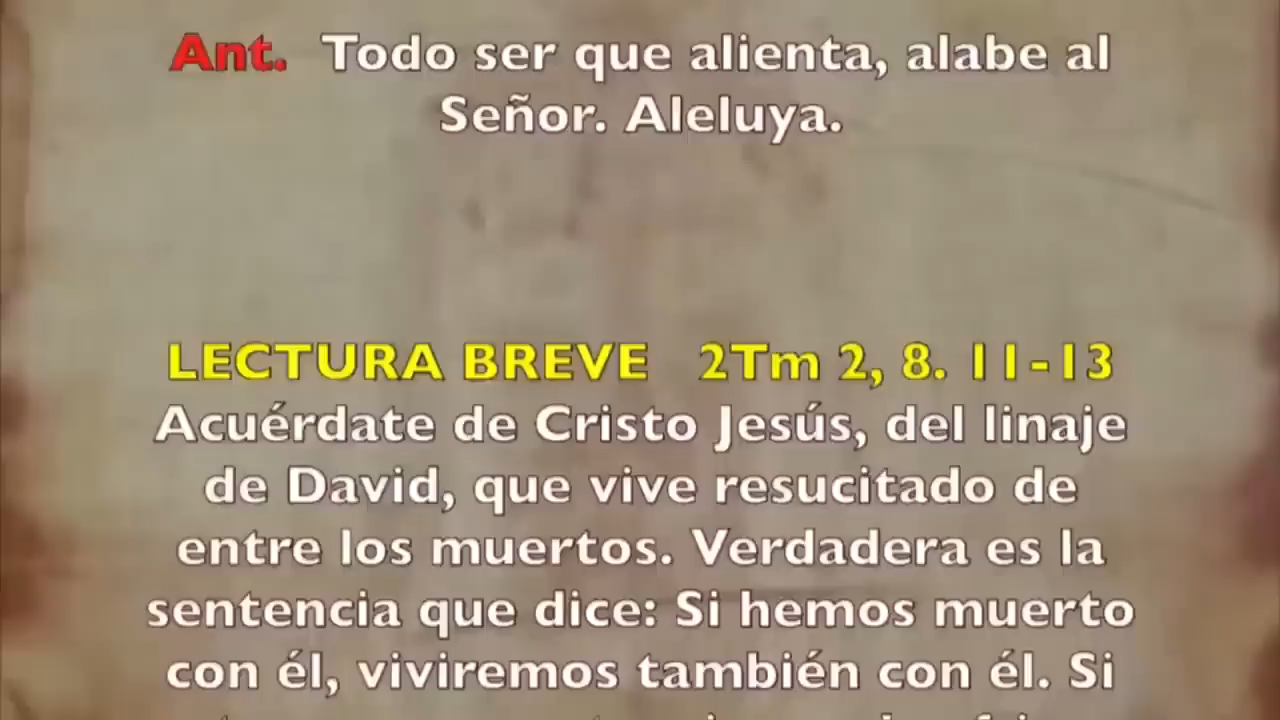 Ant. Todo ser que alienta, alabe al
Señor. Aleluya.
LECTURA BREVE 2Tm 2, 8. 11-13
Acuérdate de Cristo Jesús, del linaje
de David, que vive resucitado de
entre los muertos. Verdadera es la
sentencia que dice: Si hemos muerto
con él, viviremos también con él. Si